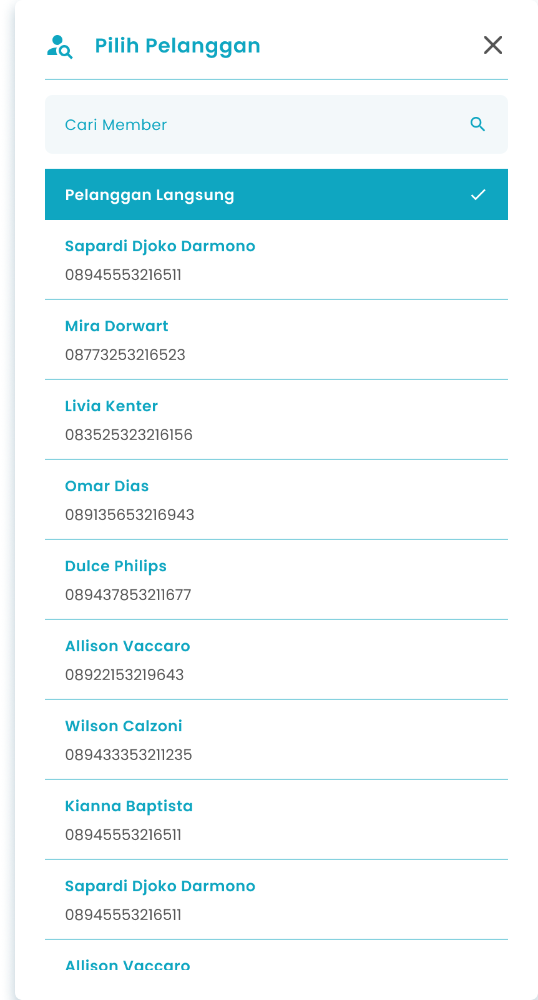 Pilih Pelanggan
Cari Member
Pelanggan Langsung
Sapardi Djoko Darmono
08945553216511
Mira Dorwart
08773253216523
Livia Kenter
083525323216156
Omar Dias
089135653216943
Dulce Philips
089437853211677
Allison Vaccaro
08922153219643
Wilson Calzoni
089433353211235
Kianna Baptista
08945553216511
Sapardi Djoko Darmono
08945553216511
Allison Vaccaro